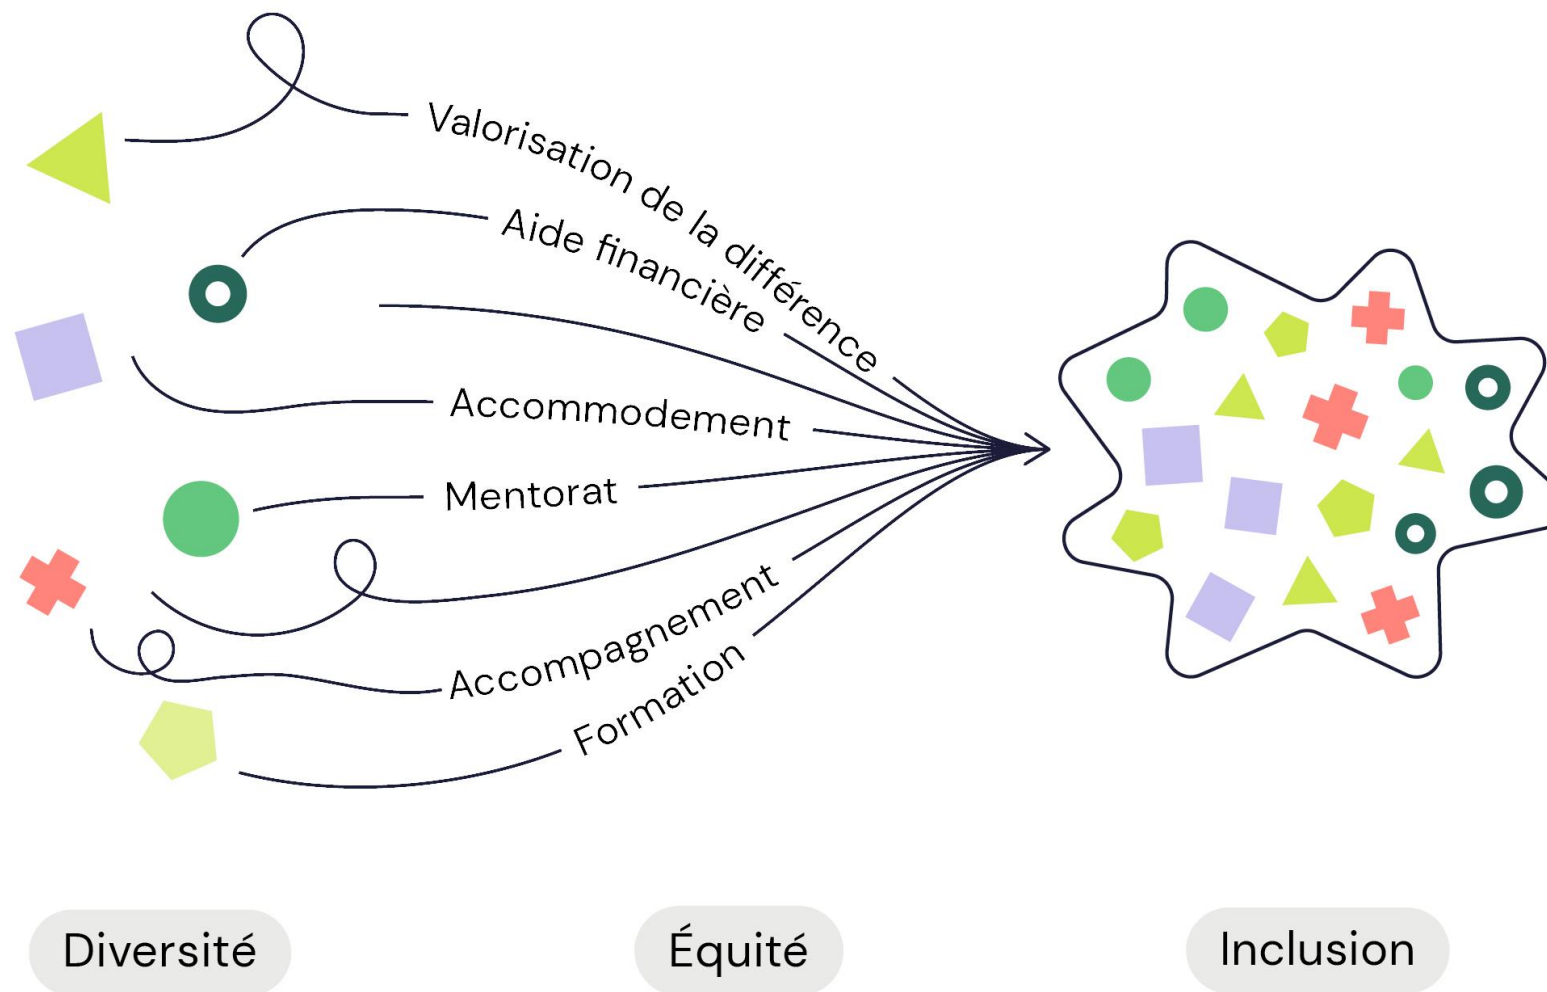 Valorisation de la différence
Aide financière
Accommodement
Mentorat
Accompagnement
Formation
Diversité
Équité
Inclusion